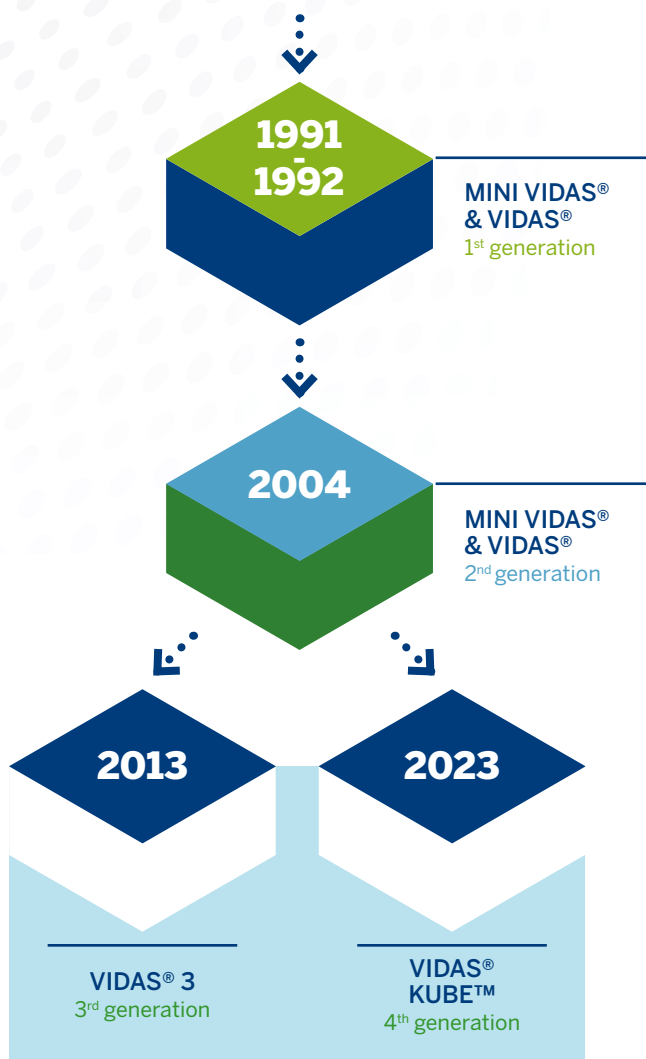 1991
-
1992
MINI VIDAS®
& VIDAS®
1st generation
2004
MINI VIDAS®
& VIDAS®
2nd generation
2013
2023
VIDAS® 3
3rd generation
VIDAS®
KUBE™
4th generation